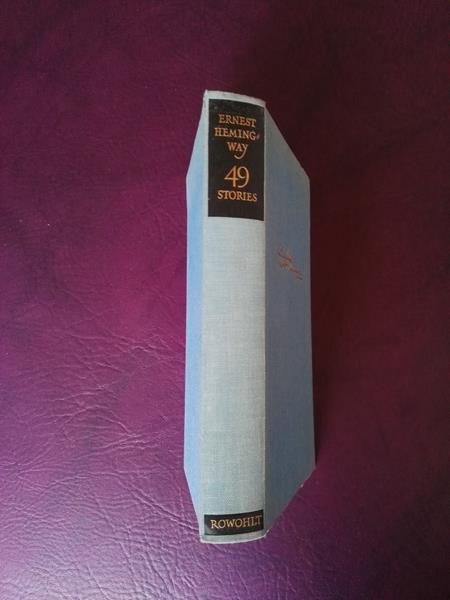 ERNEST
HEMING=
WAY
49
STORIES
ROWOHLT